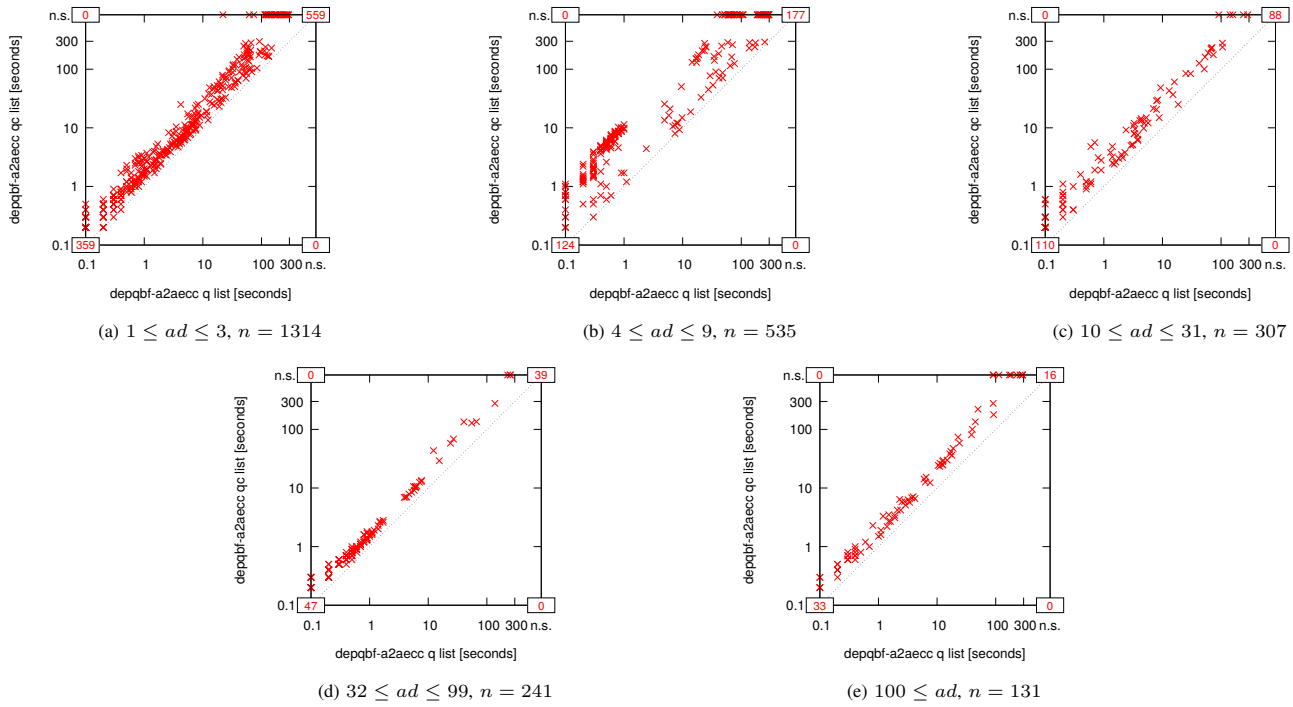 n.s.
0
559
300
100
10
1
0.1
359
0
0.1
1
10
100
300
n.s.
depqbf-a2aecc qc list [seconds]
depqbf-a2aecc q list [seconds]
(a) 1 ≤ ad ≤ 3, n = 1314
n.s.
0
177
300
100
10
1
0.1
124
0
0.1
1
10
100
300
n.s.
depqbf-a2aecc qc list [seconds]
depqbf-a2aecc q list [seconds]
(b) 4 ≤ ad ≤ 9, n = 535
n.s.
0
88
300
100
10
1
0.1
110
0
0.1
1
10
100
300
n.s.
depqbf-a2aecc qc list [seconds]
depqbf-a2aecc q list [seconds]
(c) 10 ≤ ad ≤ 31, n = 307
n.s.
0
39
300
100
10
1
0.1
47
0
0.1
1
10
100
300
n.s.
depqbf-a2aecc qc list [seconds]
depqbf-a2aecc q list [seconds]
(d) 32 ≤ ad ≤ 99, n = 241
n.s.
0
16
300
100
10
1
0.1
33
0
0.1
1
10
100
300
n.s.
depqbf-a2aecc qc list [seconds]
depqbf-a2aecc q list [seconds]
(e) 100 ≤ ad, n = 131